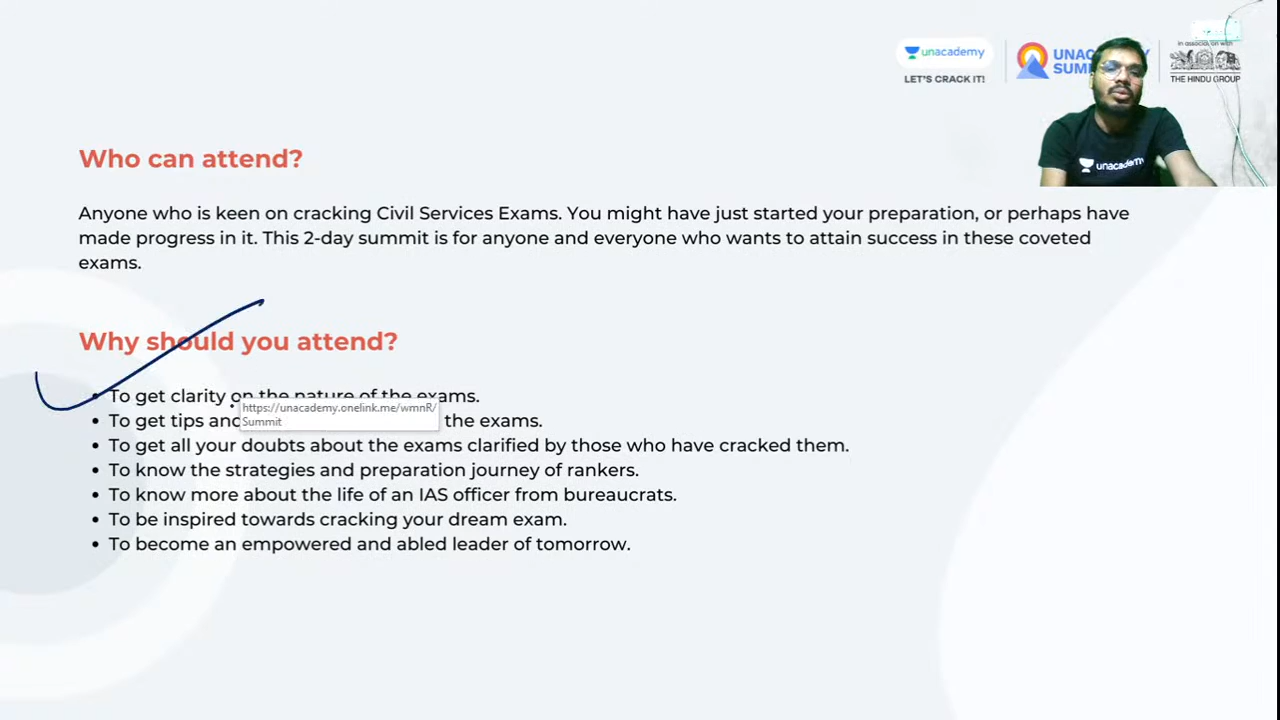 unacademy
LET'S CRACK IT!
UNAC MY
SUM
in association with
THE HINDU GROUP
unacademy
Who can attend?
Anyone who is keen on cracking Civil Services Exams. You might have just started your preparation, or perhaps have
made progress in it. This 2-day summit is for anyone and everyone who wants to attain success in these coveted
exams.
Why should you attend?
• To get clarity on the nature of the exams.
https://unacademy.onelink.me/wmnR/
Summit
• To get tips and the exams.
• To get all your doubts about the exams clarified by those who have cracked them.
• To know the strategies and preparation journey of rankers.
• To know more about the life of an IAS officer from bureaucrats.
• To be inspired towards cracking your dream exam.
• To become an empowered and abled leader of tomorrow.